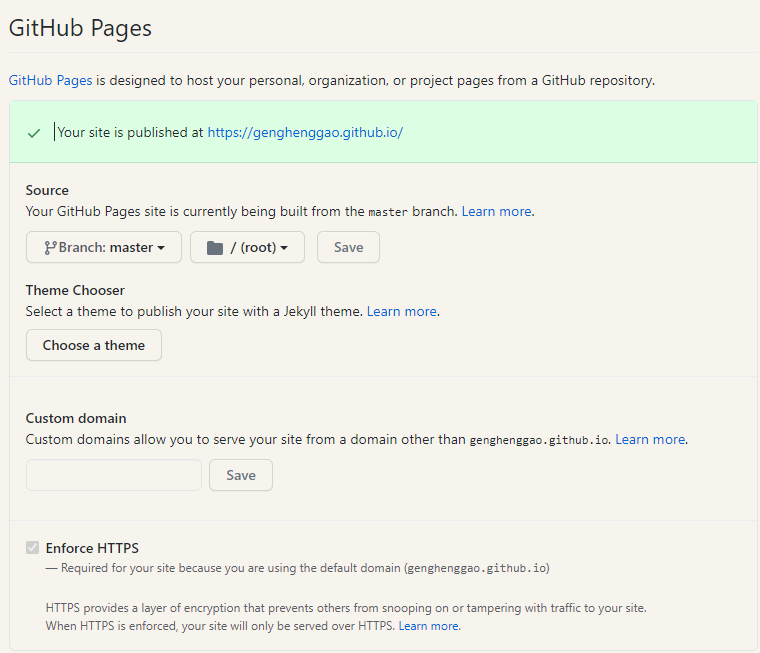 GitHub Pages
GitHub Pages is designed to host your personal, organization, or project pages from a GitHub repository.
Your site is published at https://genghenggao.github.io/
Source
Your GitHub Pages site is currently being built from the master branch. Learn more.
Branch: master
/ (root)
Save
Theme Chooser
Select a theme to publish your site with a Jekyll theme. Learn more.
Choose a theme
Custom domain
Custom domains allow you to serve your site from a domain other than genghenggao.github.io. Learn more.
Save
Enforce HTTPS
— Required for your site because you are using the default domain (genghenggao.github.io)
HTTPS provides a layer of encryption that prevents others from snooping on or tampering with traffic to your site.
When HTTPS is enforced, your site will only be served over HTTPS. Learn more.